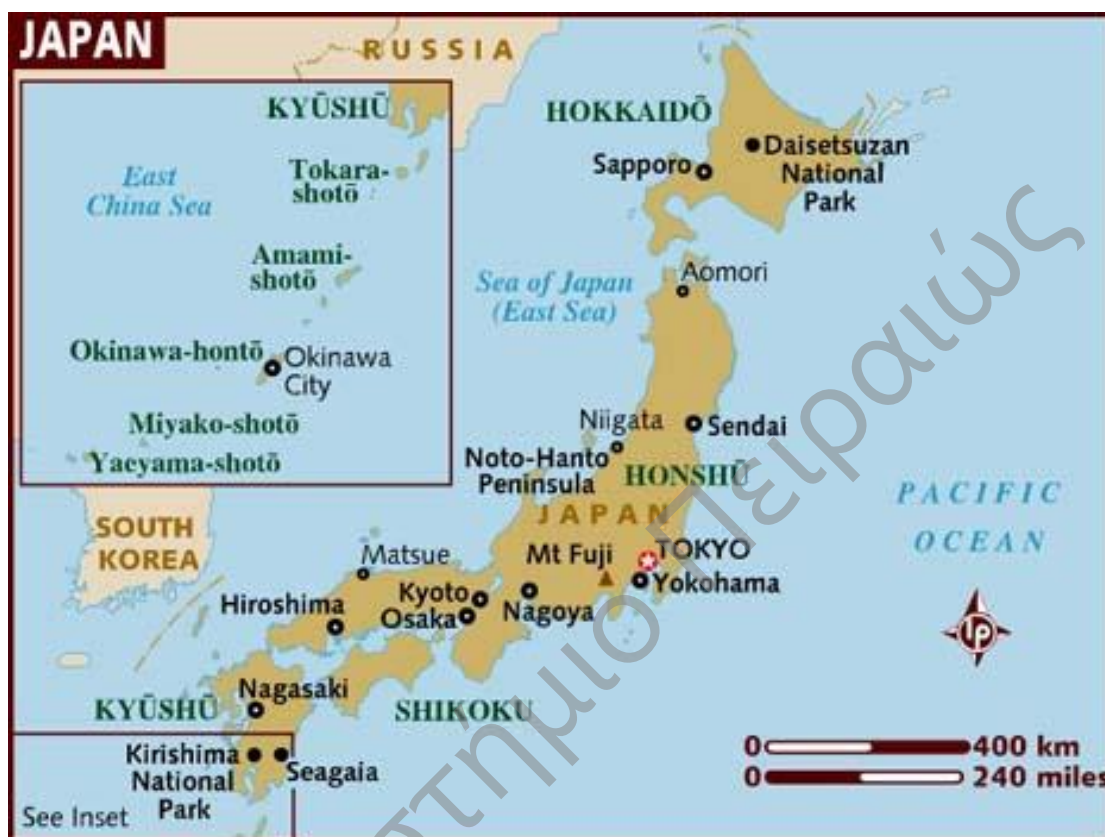 JAPAN
RUSSIA
KYŪSHŪ
East
China Sea
Tokara-
shotō
Amami-
shotō
Okinawa-hontō
Okinawa
City
Miyako-shotō
Yaeyama-shotō
HOKKAIDŌ
Sapporo
Daisetsuzan
National
Park
Sea of Japan
(East Sea)
Aomori
Niigata
Sendai
Noto-Hanto
Peninsula
HONSHŪ
JAPAN
PACIFIC
OCEAN
SOUTH
KOREA
Matsue
Mt Fuji
TOKYO
Yokohama
Kyoto
Osaka
Nagoya
Hiroshima
Nagasaki
KYŪSHŪ
SHIKOKU
Kirishima
National
Park
Seagaia
See Inset
lp
0 400 km
0 240 miles
Πειραιώς